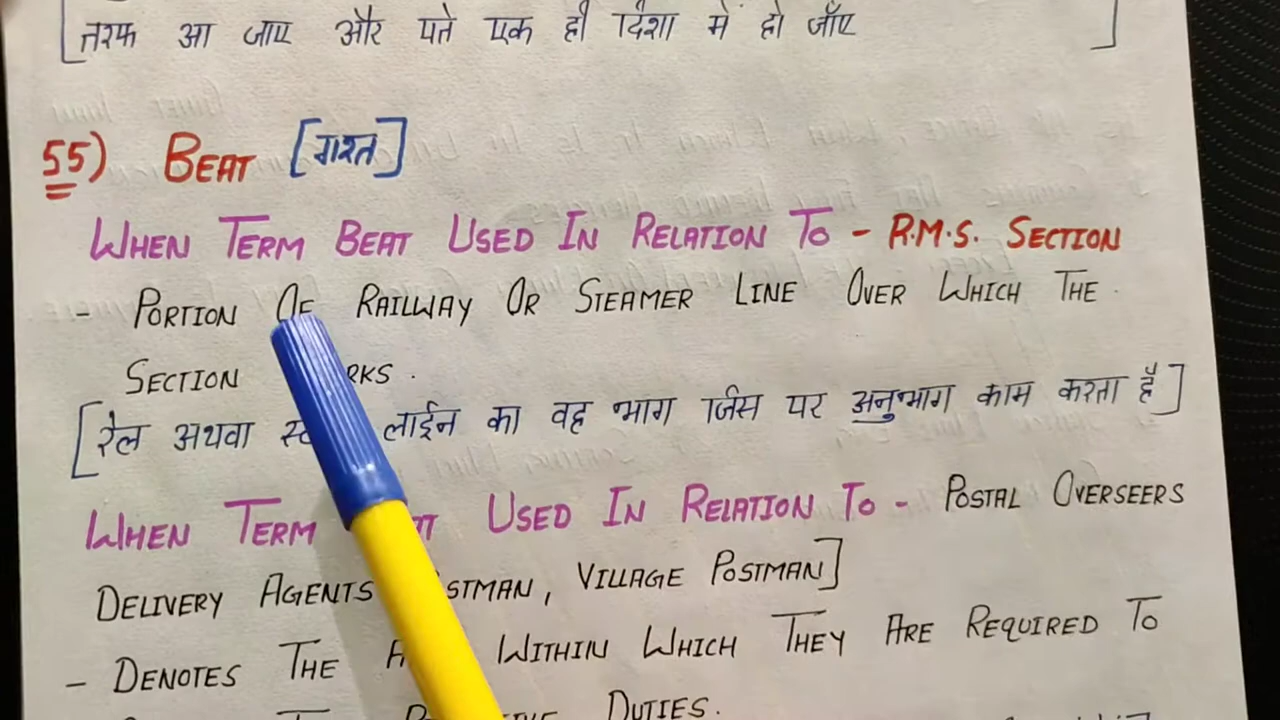 [तरफ आ जाए और पते एक ही दिशा में हो जाँए]
55) BEAT [गश्त]
WHEN TERM BEAT USED IN RELATION TO - R.M.S. SECTION
- PORTION OF RAILWAY OR STEAMER LINE OVER WHICH THE
SECTION RKS.
[रेल अथवा लाईन का वह भाग जिस पर अनुभाग काम करता है]
WHEN TERM USED IN RELATION TO - POSTAL OVERSEERS
DELIVERY AGENTS STMAN, VILLAGE POSTMAN]
- DENOTES THE WITHIN WHICH THEY ARE REQUIRED TO
DUTIES.